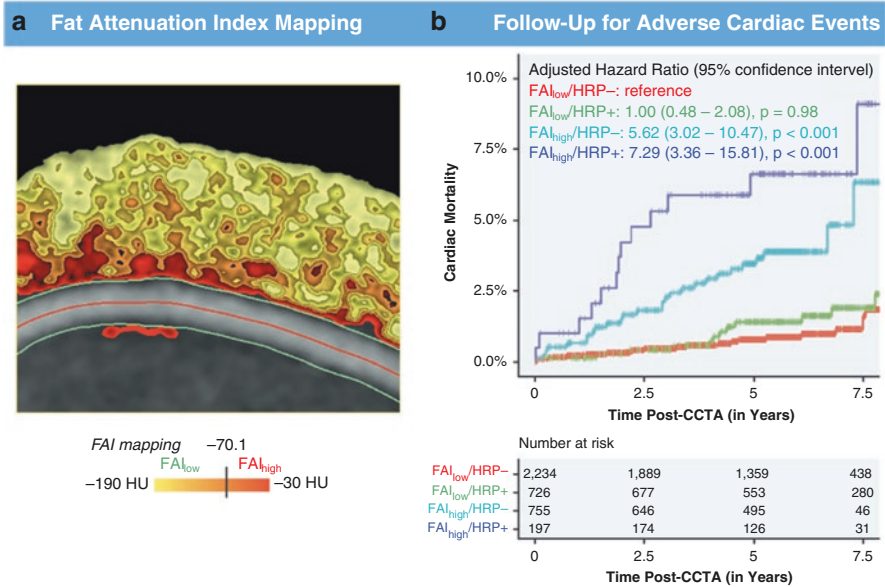 a Fat Attenuation Index Mapping
FAI mapping −70.1
FAIlow FAIhigh
−190 HU −30 HU
b Follow-Up for Adverse Cardiac Events
Cardiac Mortality
10.0%
7.5%
5.0%
2.5%
0.0%
Adjusted Hazard Ratio (95% confidence intervel)
FAIlow/HRP−: reference
FAIlow/HRP+: 1.00 (0.48 − 2.08), p = 0.98
FAIhigh/HRP−: 5.62 (3.02 − 10.47), p < 0.001
FAIhigh/HRP+: 7.29 (3.36 − 15.81), p < 0.001
0 2.5 5 7.5
Time Post-CCTA (in Years)
Number at risk
FAIlow/HRP− 2,234 1,889 1,359 438
FAIlow/HRP+ 726 677 553 280
FAIhigh/HRP− 755 646 495 46
FAIhigh/HRP+ 197 174 126 31
0 2.5 5 7.5
Time Post-CCTA (in Years)